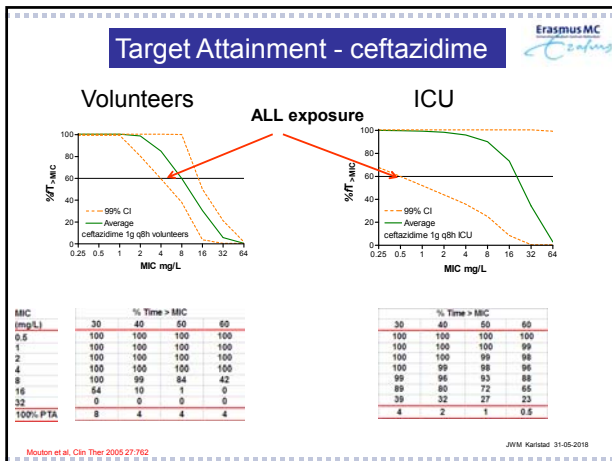 Target Attainment - ceftazidime
Erasmus MC
Volunteers
ALL exposure
ICU
%fT>MIC
100
80
60
40
20
0
99% CI
Average
ceftazidime 1g q8h volunteers
0.25 0.5 1 2 4 8 16 32 64
MIC mg/L
%fT>MIC
100
80
60
40
20
0
99% CI
Average
ceftazidime 1g q8h ICU
0.25 0.5 1 2 4 8 16 32 64
MIC mg/L
MIC % Time > MIC
(mg/L) 30 40 50 60
0.5 100 100 100 100
1 100 100 100 100
2 100 100 100 100
4 100 100 100 100
8 100 99 84 42
16 54 10 1 0
32 0 0 0 0
100% PTA 8 4 4 4
% Time > MIC
30 40 50 60
100 100 100 100
100 100 100 99
100 100 99 98
100 99 98 96
99 96 93 88
89 80 72 65
39 32 27 23
4 2 1 0.5
Mouton et al, Clin Ther 2005 27:762
JWM Karlstad 31-05-2018